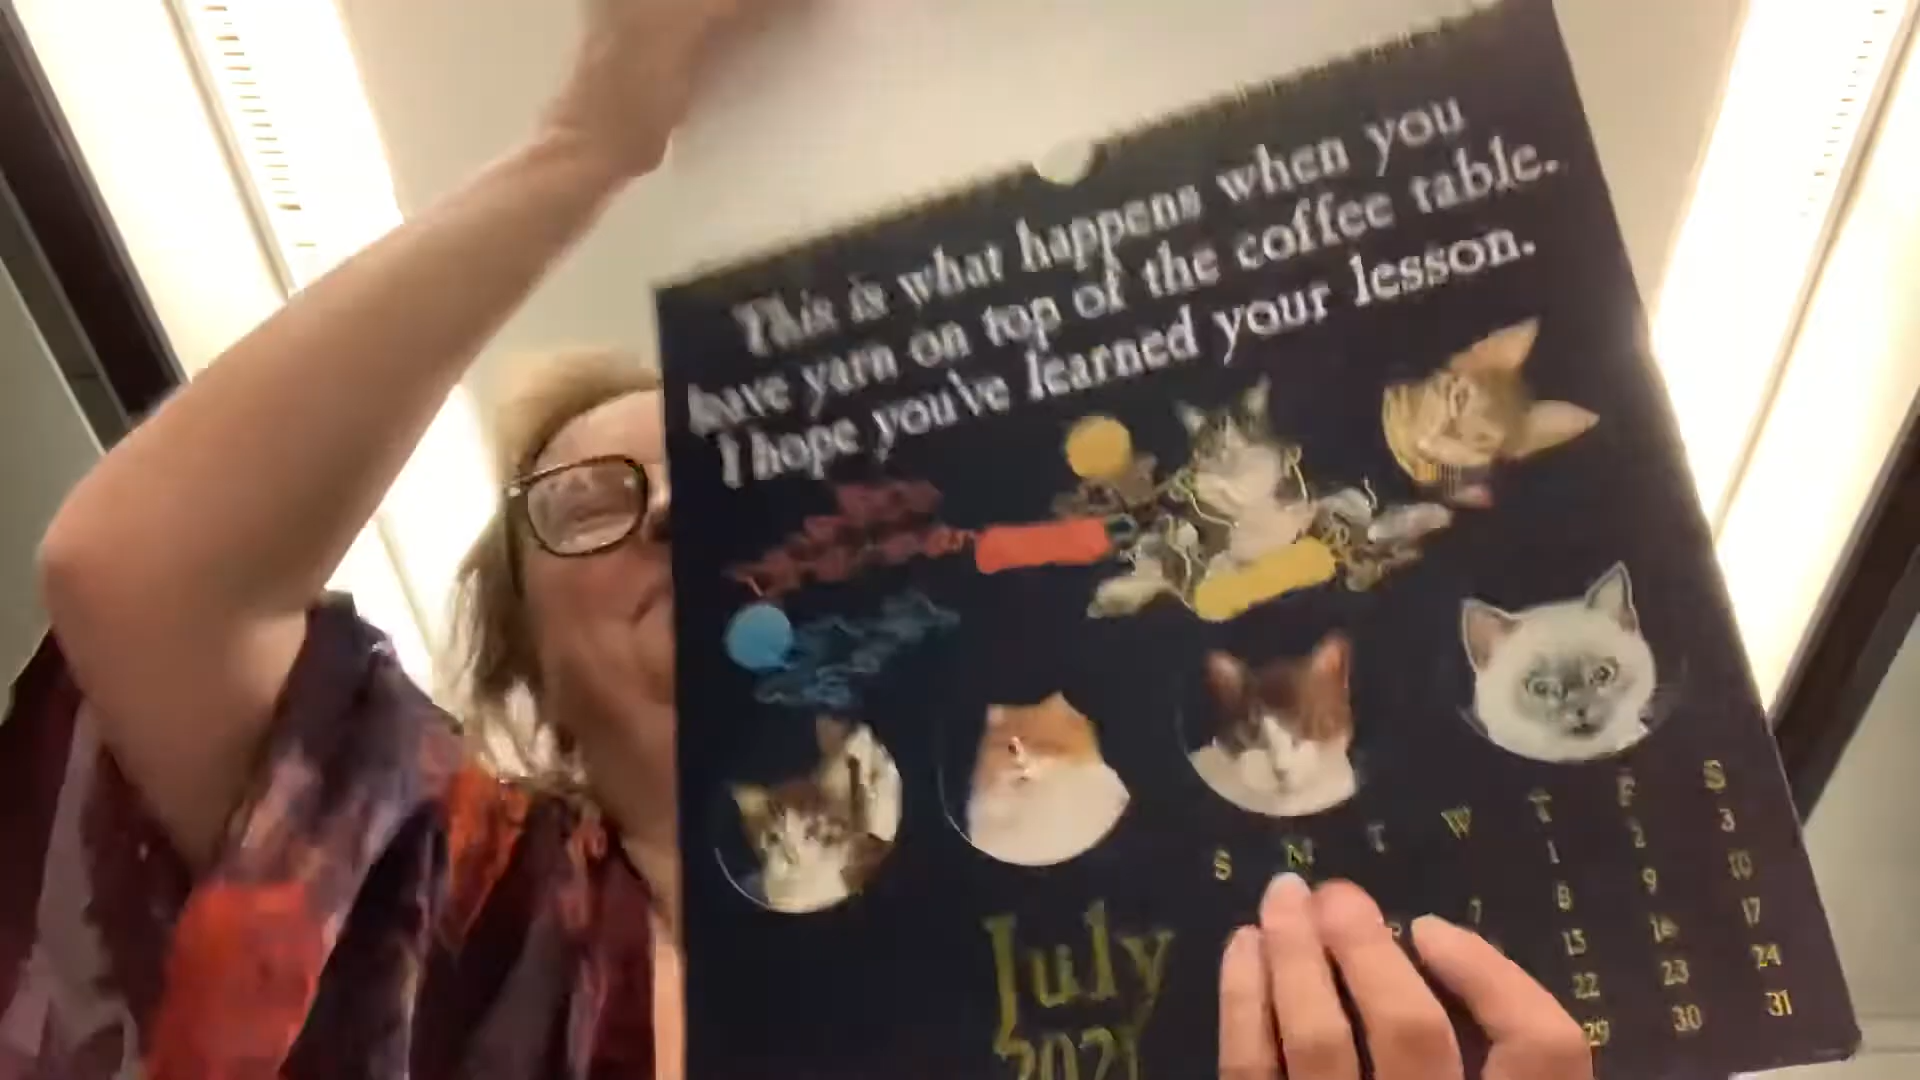 This is what happens when you
have yarn on top of the coffee table.
I hope you've learned your lesson.
S M T W T F S
1 2 3
7 8 9 10
15 16 17
22 23 24
29 30 31
July
2021